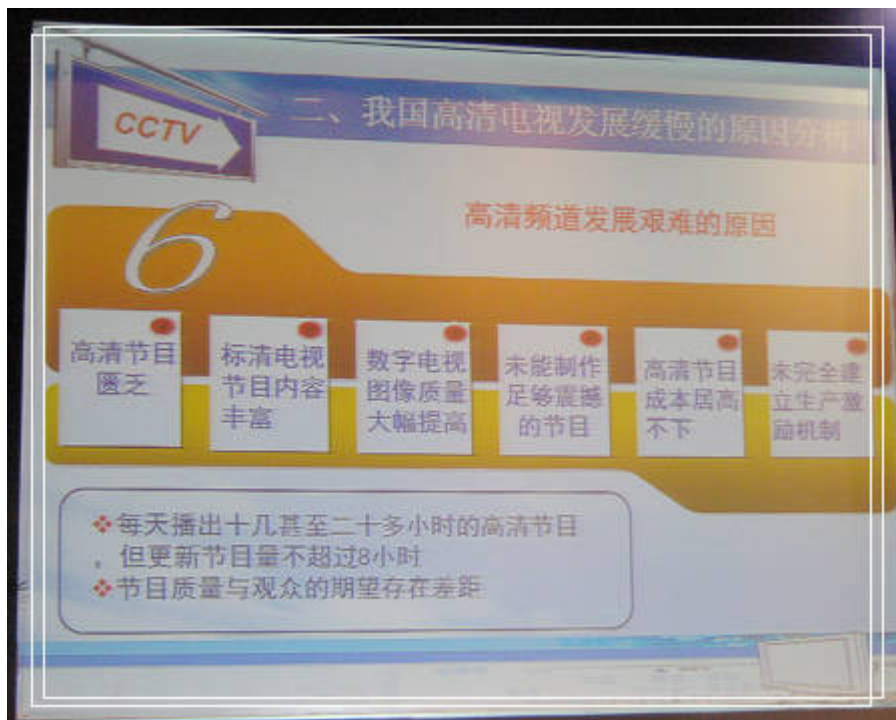 CCTV
二、我国高清电视发展缓慢的原因分析
6
高清频道发展艰难的原因
高清节目
匮乏
标清电视
节目内容
丰富
数字电视
图像质量
大幅提高
未能制作
足够震撼
的节目
高清节目
成本居高
不下
未完全建
立生产激
励机制
❖每天播出十几甚至二十多小时的高清节目
，但更新节目量不超过8小时
❖节目质量与观众的期望存在差距